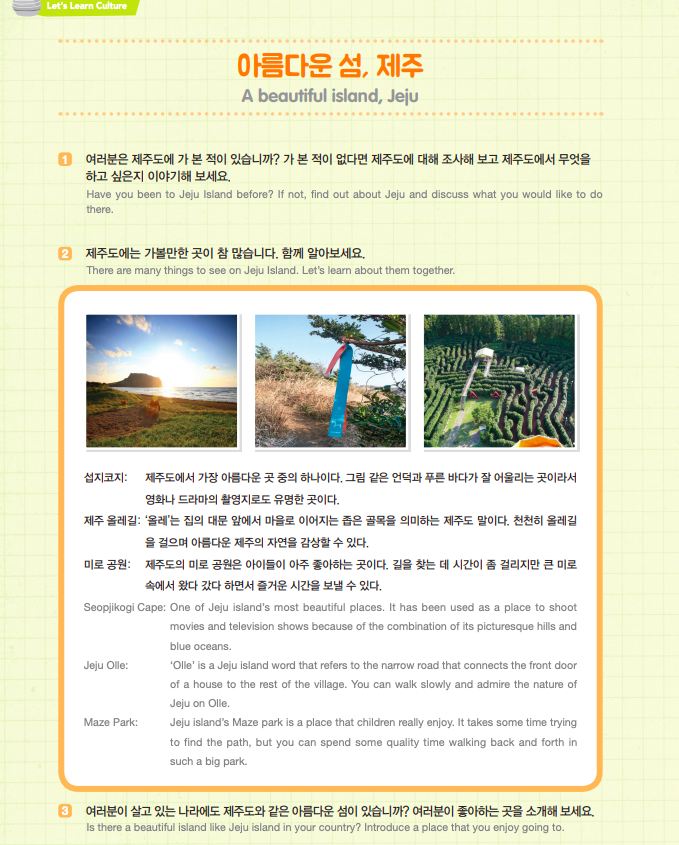 Let's Learn Culture
아름다운 섬, 제주
A beautiful island, Jeju
1 여러분은 제주도에 가 본 적이 있습니까? 가 본 적이 없다면 제주도에 대해 조사해 보고 제주도에서 무엇을
하고 싶은지 이야기해 보세요.
Have you been to Jeju Island before? If not, find out about Jeju and discuss what you would like to do
there.
2 제주도에는 가볼만한 곳이 참 많습니다. 함께 알아보세요.
There are many things to see on Jeju Island. Let's learn about them together.
섭지코지: 제주도에서 가장 아름다운 곳 중의 하나이다. 그림 같은 언덕과 푸른 바다가 잘 어울리는 곳이라서
영화나 드라마의 촬영지로도 유명한 곳이다.
제주 올레길: '올레'는 집의 대문 앞에서 마을로 이어지는 좁은 골목을 의미하는 제주도 말이다. 천천히 올레길
을 걸으며 아름다운 제주의 자연을 감상할 수 있다.
미로 공원: 제주도의 미로 공원은 아이들이 아주 좋아하는 곳이다. 길을 찾는 데 시간이 좀 걸리지만 큰 미로
속에서 왔다 갔다 하면서 즐거운 시간을 보낼 수 있다.
Seopjikogi Cape: One of Jeju island's most beautiful places. It has been used as a place to shoot
movies and television shows because of the combination of its picturesque hills and
blue oceans.
Jeju Olle: 'Olle' is a Jeju island word that refers to the narrow road that connects the front door
of a house to the rest of the village. You can walk slowly and admire the nature of
Jeju on Olle.
Maze Park: Jeju island's Maze park is a place that children really enjoy. It takes some time trying
to find the path, but you can spend some quality time walking back and forth in
such a big park.
3 여러분이 살고 있는 나라에도 제주도와 같은 아름다운 섬이 있습니까? 여러분이 좋아하는 곳을 소개해 보세요.
Is there a beautiful island like Jeju island in your country? Introduce a place that you enjoy going to.